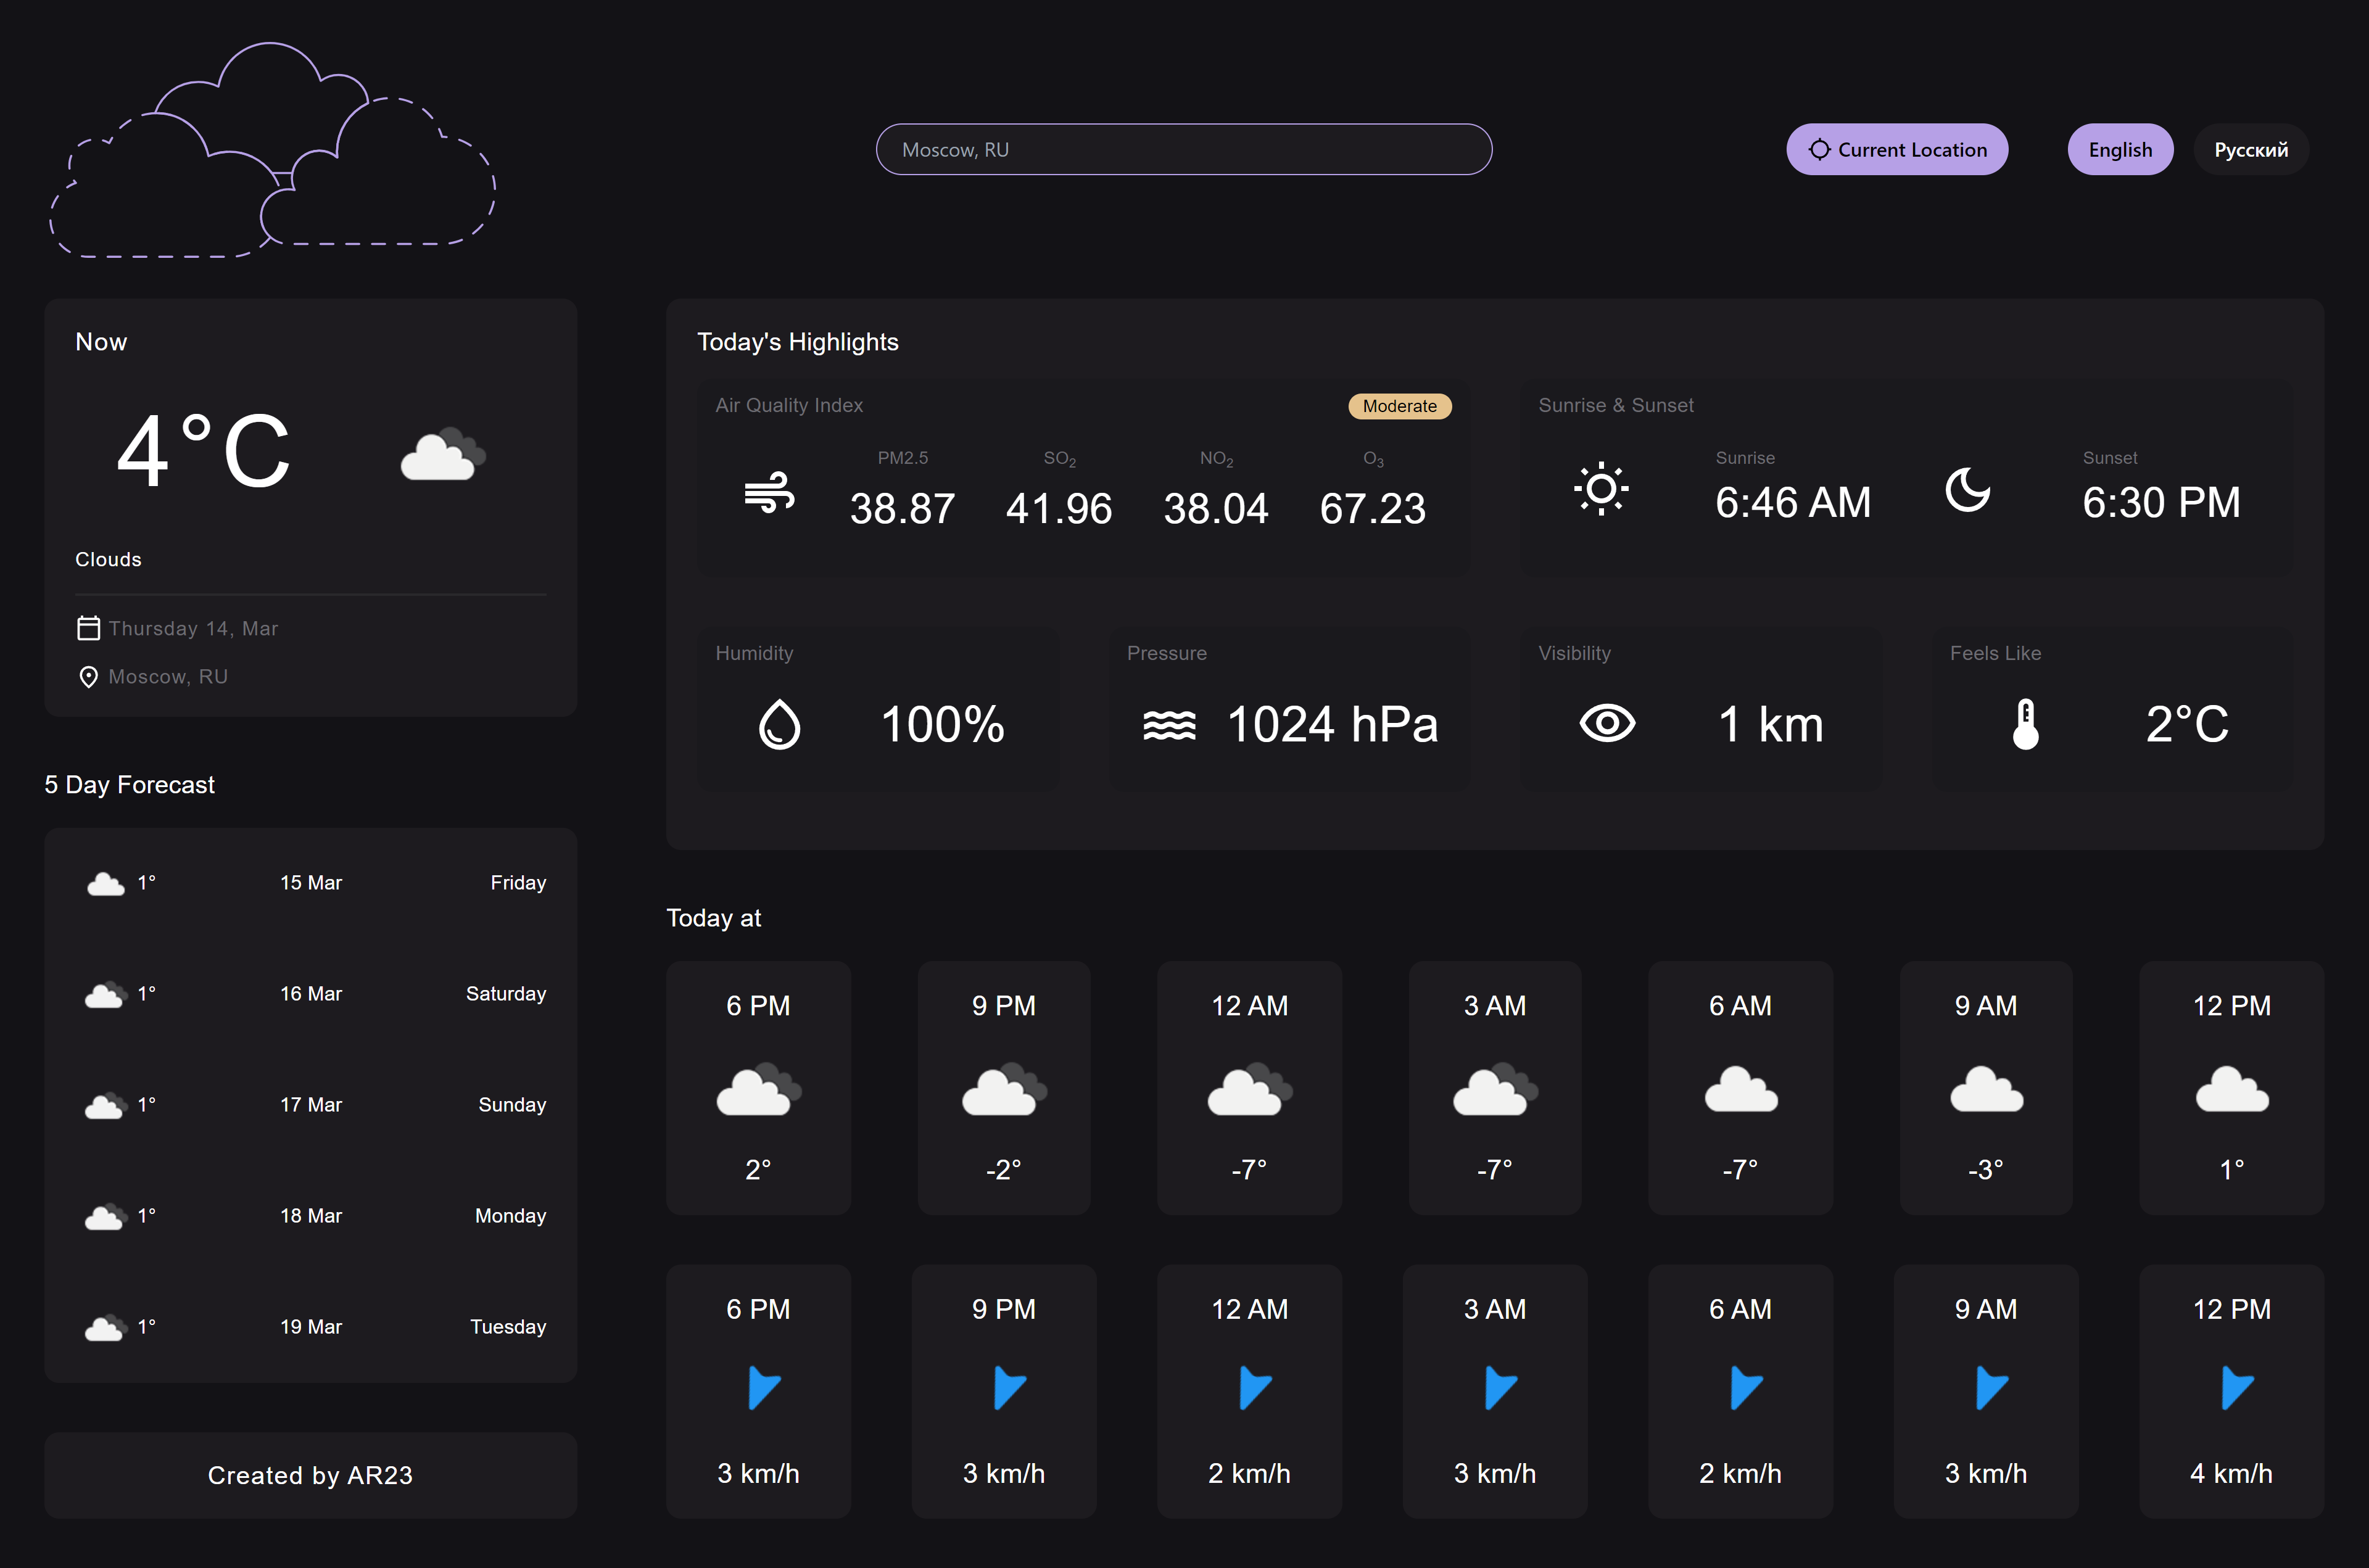 Moscow, RU
Current Location
English
Русский
Now
4°C
Clouds
Thursday 14, Mar
Moscow, RU
5 Day Forecast
1° 15 Mar Friday
1° 16 Mar Saturday
1° 17 Mar Sunday
1° 18 Mar Monday
1° 19 Mar Tuesday
Created by AR23
Today's Highlights
Air Quality Index Moderate
PM2.5 SO2 NO2 O3
38.87 41.96 38.04 67.23
Sunrise & Sunset
Sunrise Sunset
6:46 AM 6:30 PM
Humidity
100%
Pressure
1024 hPa
Visibility
1 km
Feels Like
2°C
Today at
6 PM 9 PM 12 AM 3 AM 6 AM 9 AM 12 PM
2° -2° -7° -7° -7° -3° 1°
6 PM 9 PM 12 AM 3 AM 6 AM 9 AM 12 PM
3 km/h 3 km/h 2 km/h 3 km/h 2 km/h 3 km/h 4 km/h